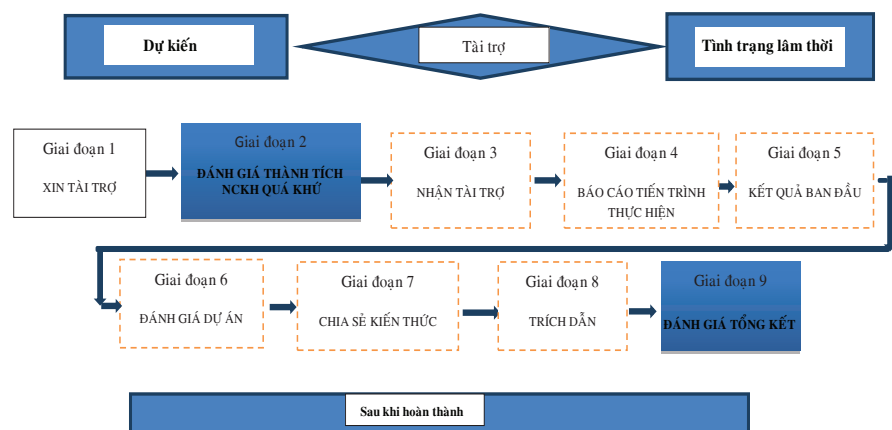 Dự kiến
Tài trợ
Tình trạng lâm thời
Giai đoạn 1
XIN TÀI TRỢ
Giai đoạn 2
ĐÁNH GIÁ THÀNH TÍCH
NCKH QUÁ KHỨ
Giai đoạn 3
NHẬN TÀI TRỢ
Giai đoạn 4
BÁO CÁO TIẾN TRÌNH
THỰC HIỆN
Giai đoạn 5
KẾT QUẢ BAN ĐẦU
Giai đoạn 6
ĐÁNH GIÁ DỰ ÁN
Giai đoạn 7
CHIA SẺ KIẾN THỨC
Giai đoạn 8
TRÍCH DẪN
Giai đoạn 9
ĐÁNH GIÁ TỔNG KẾT
Sau khi hoàn thành